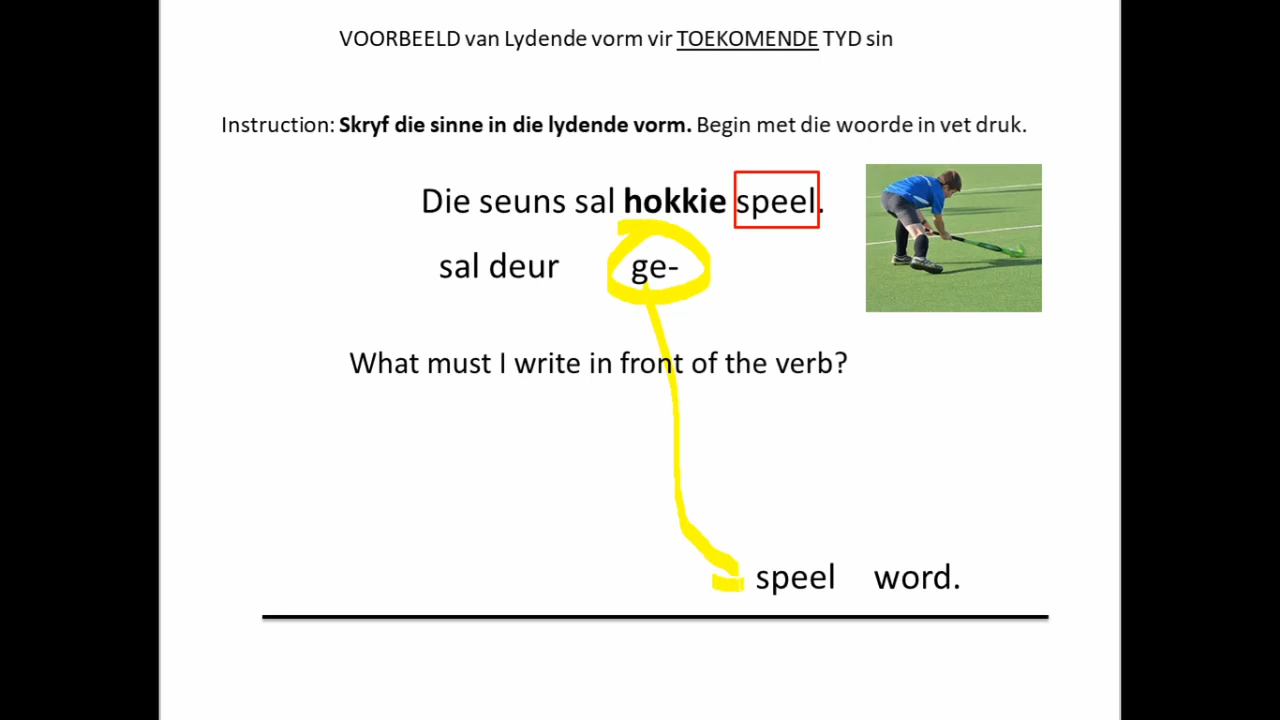 VOORBEELD van Lydende vorm vir TOEKOMENDE TYD sin
Instruction: Skryf die sinne in die lydende vorm. Begin met die woorde in vet druk.
Die seuns sal hokkie speel.
sal deur ge-
What must I write in front of the verb?
speel word.